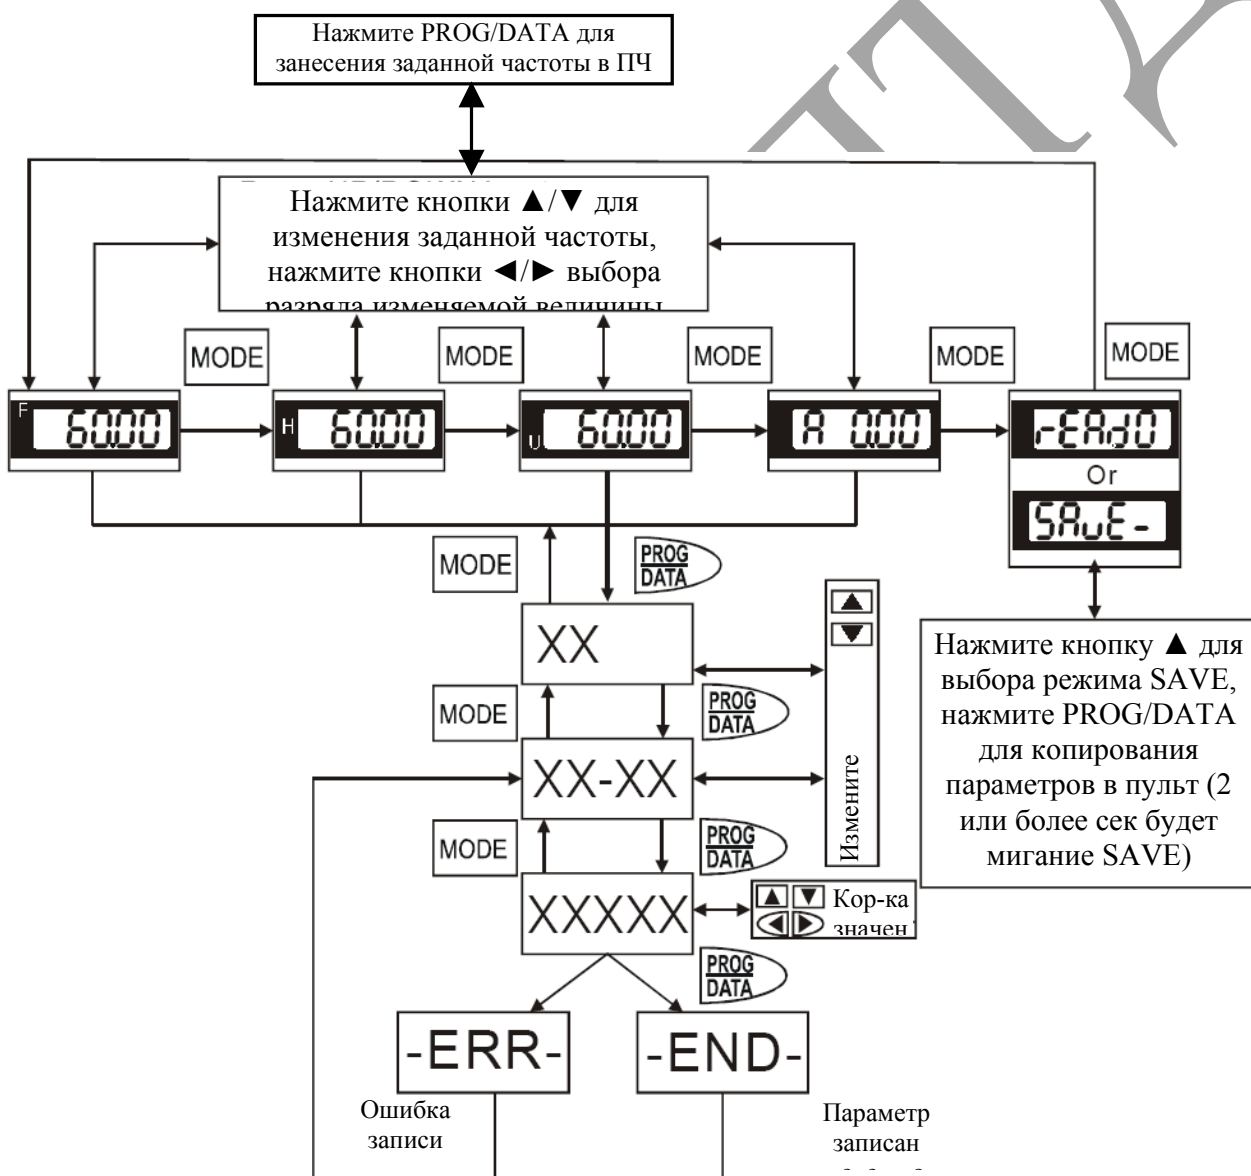 Нажмите PROG/DATA для
занесения заданной частоты в ПЧ
Нажмите кнопки ▲/▼ для
изменения заданной частоты,
нажмите кнопки ◄/► выбора
разряда изменяемой величины
MODE
MODE
MODE
MODE
MODE
F 60.00
H 60.00
U 60.00
A 0.00
rEAd0
Or
SAvE-
MODE
PROG
DATA
XX
MODE
PROG
DATA
XX-XX
MODE
PROG
DATA
XXXXX
PROG
DATA
▲
▼
Измените
▲ ▼ Кор-ка
◄ ► значен
Нажмите кнопку ▲ для
выбора режима SAVE,
нажмите PROG/DATA
для копирования
параметров в пульт (2
или более сек будет
мигание SAVE)
-ERR-
-END-
Ошибка
записи
Параметр
записан